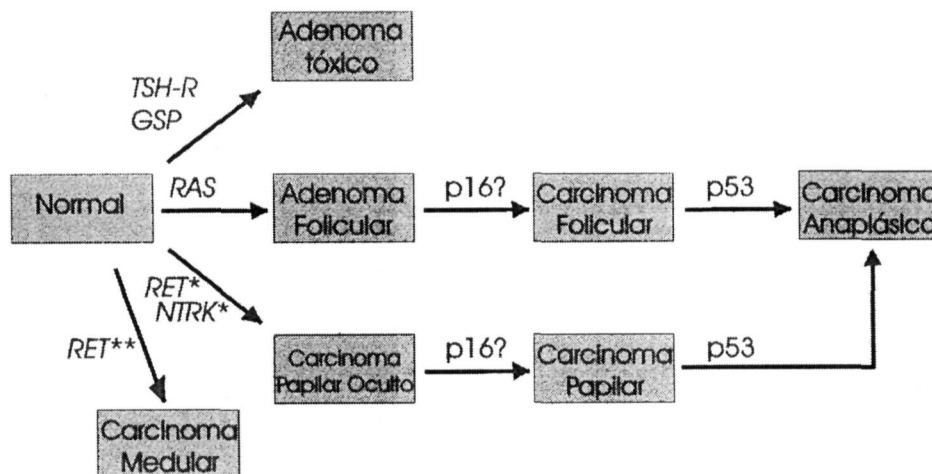 Adenoma
tóxico
TSH-R
GSP
Normal
RAS
Adenoma
Folicular
p16?
Carcinoma
Folicular
p53
Carcinoma
Anaplásico
RET*
NTRK*
RET**
Carcinoma
Papilar Oculto
p16?
Carcinoma
Papilar
p53
Carcinoma
Medular